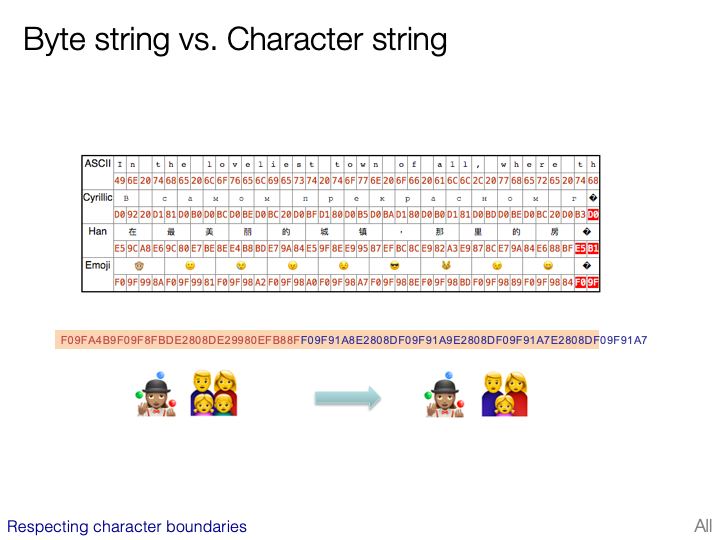 Byte string vs. Character string
ASCII I n t h e l o v e l i e s t t o w n o f a l l , w h e r e t h
49 6E 20 74 68 65 20 6C 6F 76 65 6C 69 65 73 74 20 74 6F 77 6E 20 6F 66 20 61 6C 6C 2C 20 77 68 65 72 65 20 74 68
Cyrillic В с а м о м п р е к р а с н о м г �
D0 92 20 D1 81 D0 B0 D0 BC D0 BE D0 BC 20 D0 BF D1 80 D0 B5 D0 BA D1 80 D0 B0 D1 81 D0 BD D0 BE D0 BC 20 D0 B3 D0
Han 在 最 美 丽 的 城 镇 ， 那 里 的 房 �
E5 9C A8 E6 9C 80 E7 BE 8E E4 B8 BD E7 9A 84 E5 9F 8E E9 95 87 EF BC 8C E9 82 A3 E9 87 8C E7 9A 84 E6 88 BF E5 B1
Emoji �
F0 9F 99 8A F0 9F 99 81 F0 9F 98 A2 F0 9F 98 A0 F0 9F 98 A7 F0 9F 98 8E F0 9F 98 BD F0 9F 98 89 F0 9F 98 84 F0 9F
F09FA4B9F09F8FBDE2808DE29980EFB88FF09F91A8E2808DF09F91A9E2808DF09F91A7E2808DF09F91A7
Respecting character boundaries
All